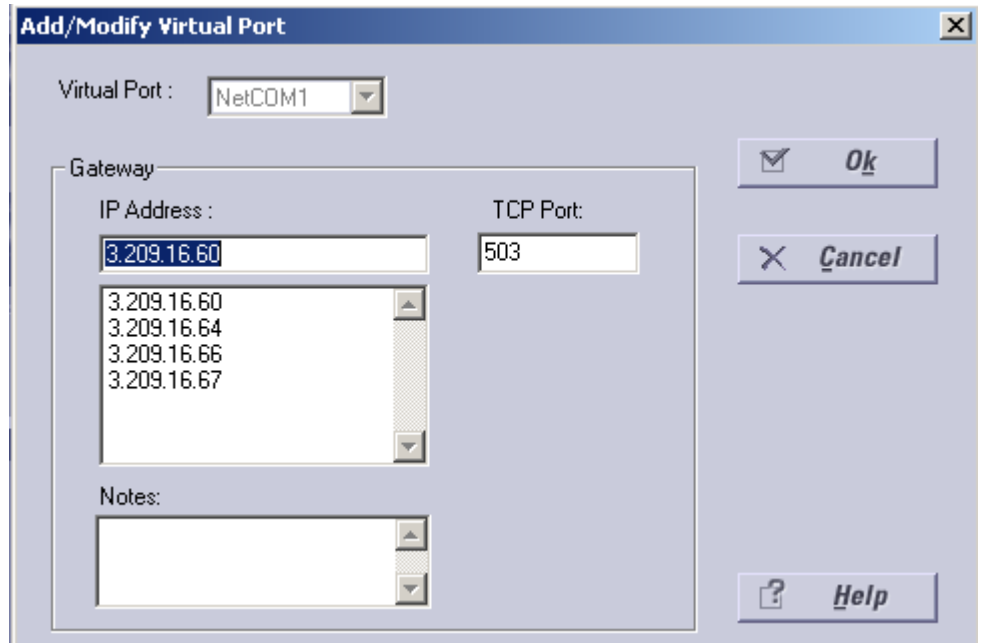 Add/Modify Virtual Port
Virtual Port : NetCOM1
Gateway
IP Address : TCP Port:
3.209.16.60 503
3.209.16.60
3.209.16.64
3.209.16.66
3.209.16.67
Notes:
Ok
Cancel
Help